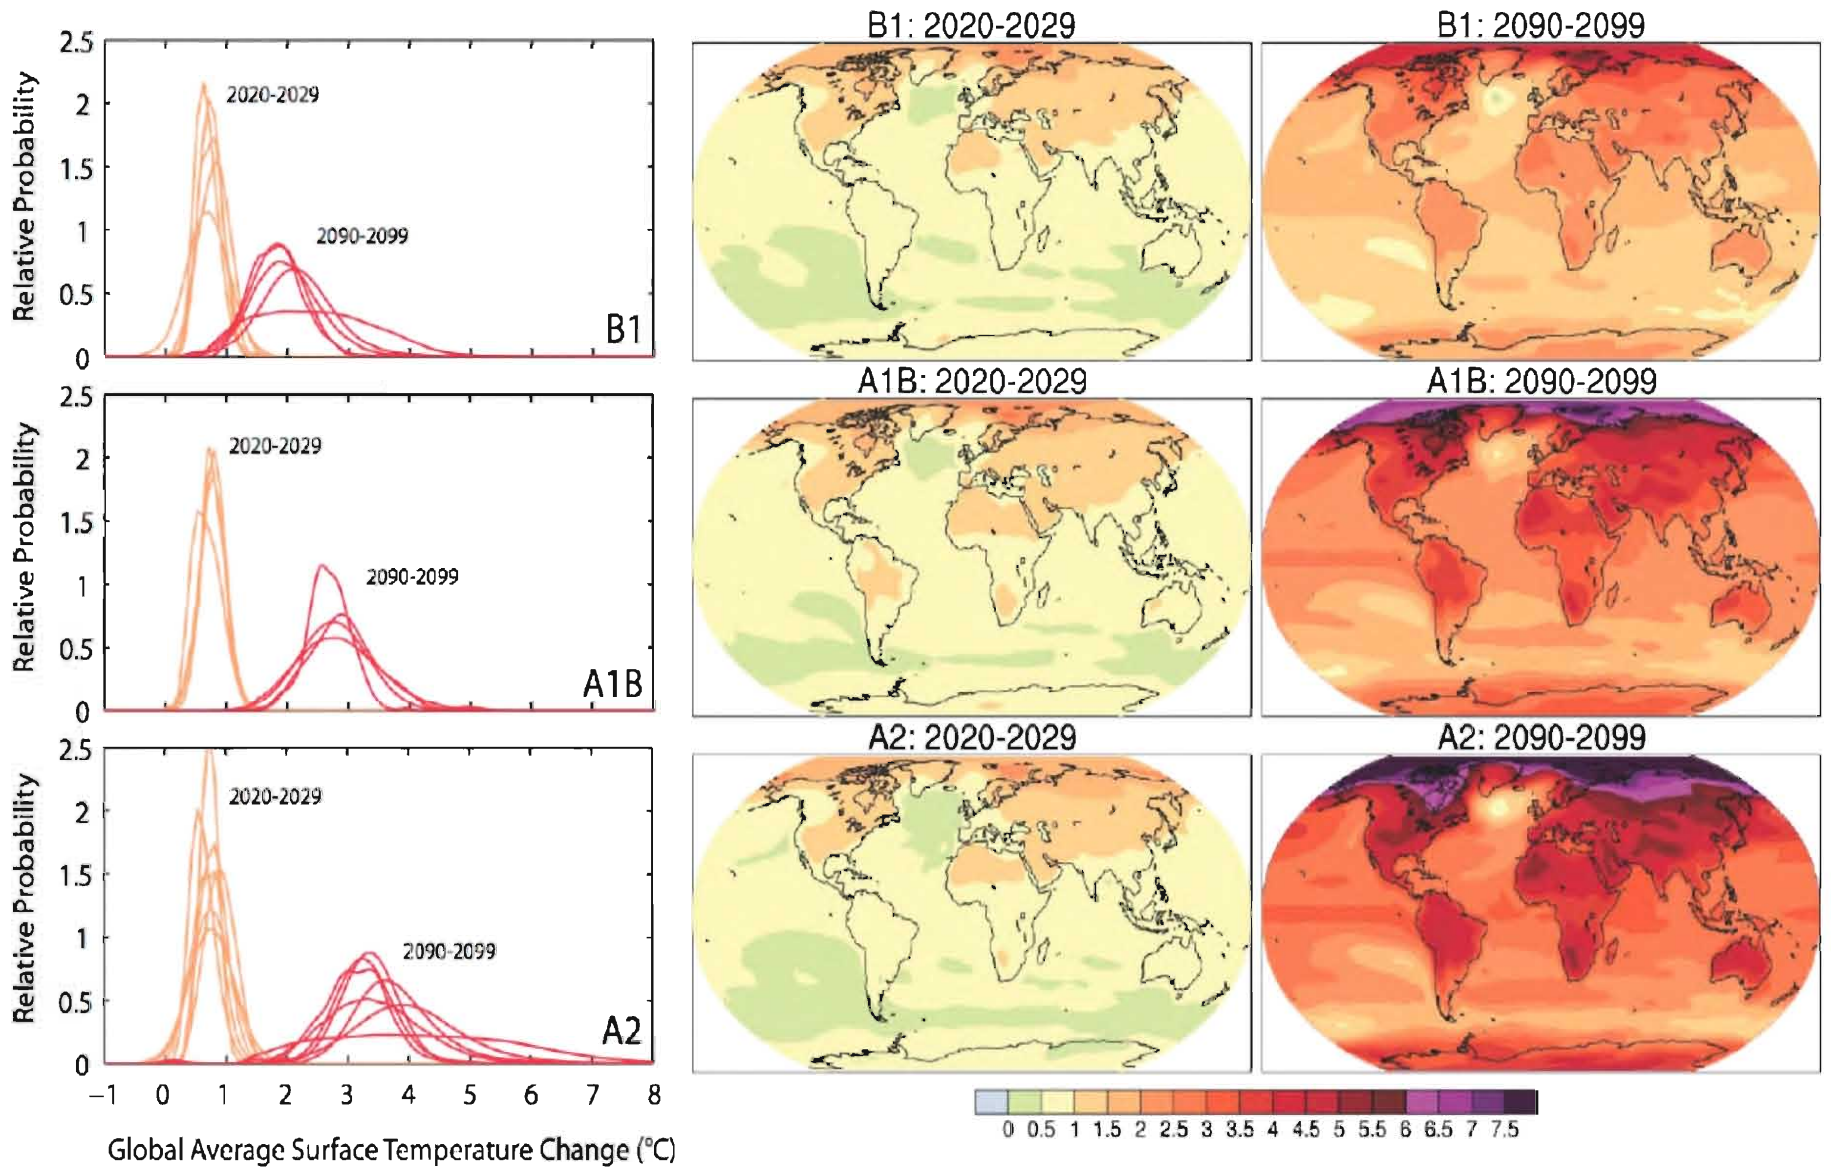 B1: 2020-2029
B1: 2090-2099
2.5
2
1.5
1
0.5
0
Relative Probability
2020-2029
2090-2099
B1
A1B: 2020-2029
A1B: 2090-2099
2.5
2
1.5
1
0.5
0
Relative Probability
2020-2029
2090-2099
A1B
A2: 2020-2029
A2: 2090-2099
2.5
2
1.5
1
0.5
0
Relative Probability
2020-2029
2090-2099
A2
−1 0 1 2 3 4 5 6 7 8
Global Average Surface Temperature Change (°C)
0 0.5 1 1.5 2 2.5 3 3.5 4 4.5 5 5.5 6 6.5 7 7.5